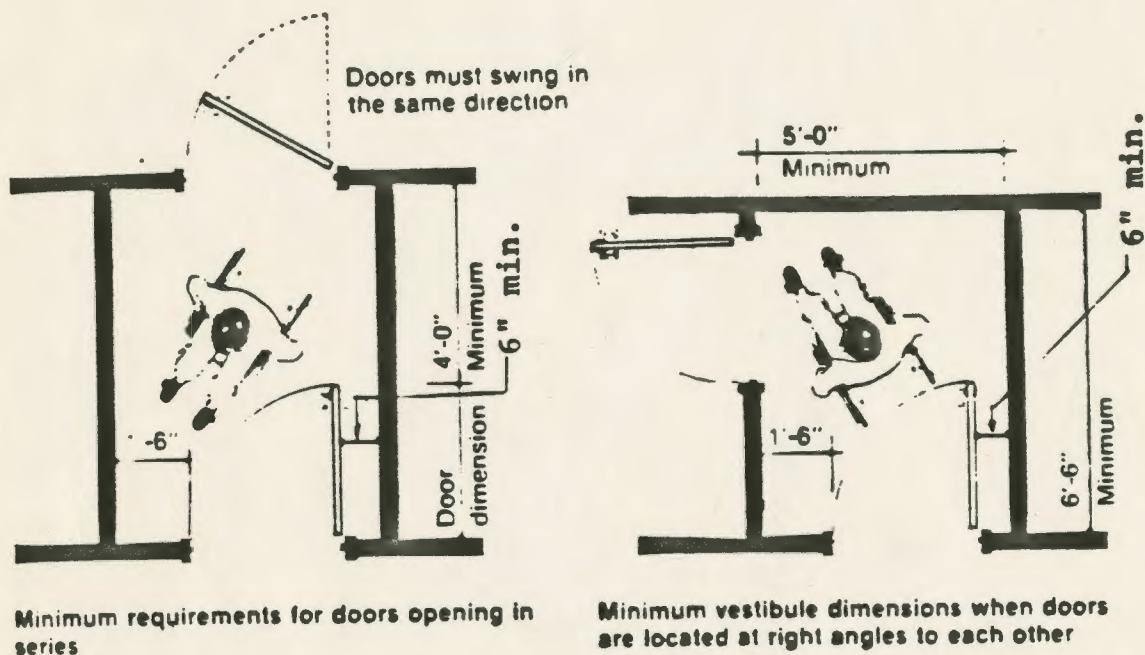 Doors must swing in
the same direction
4'-0"
Minimum
6" min.
-6"
Door
dimension
Minimum requirements for doors opening in
series
5'-0"
Minimum
6" min.
1'-6"
6'-6"
Minimum
Minimum vestibule dimensions when doors
are located at right angles to each other